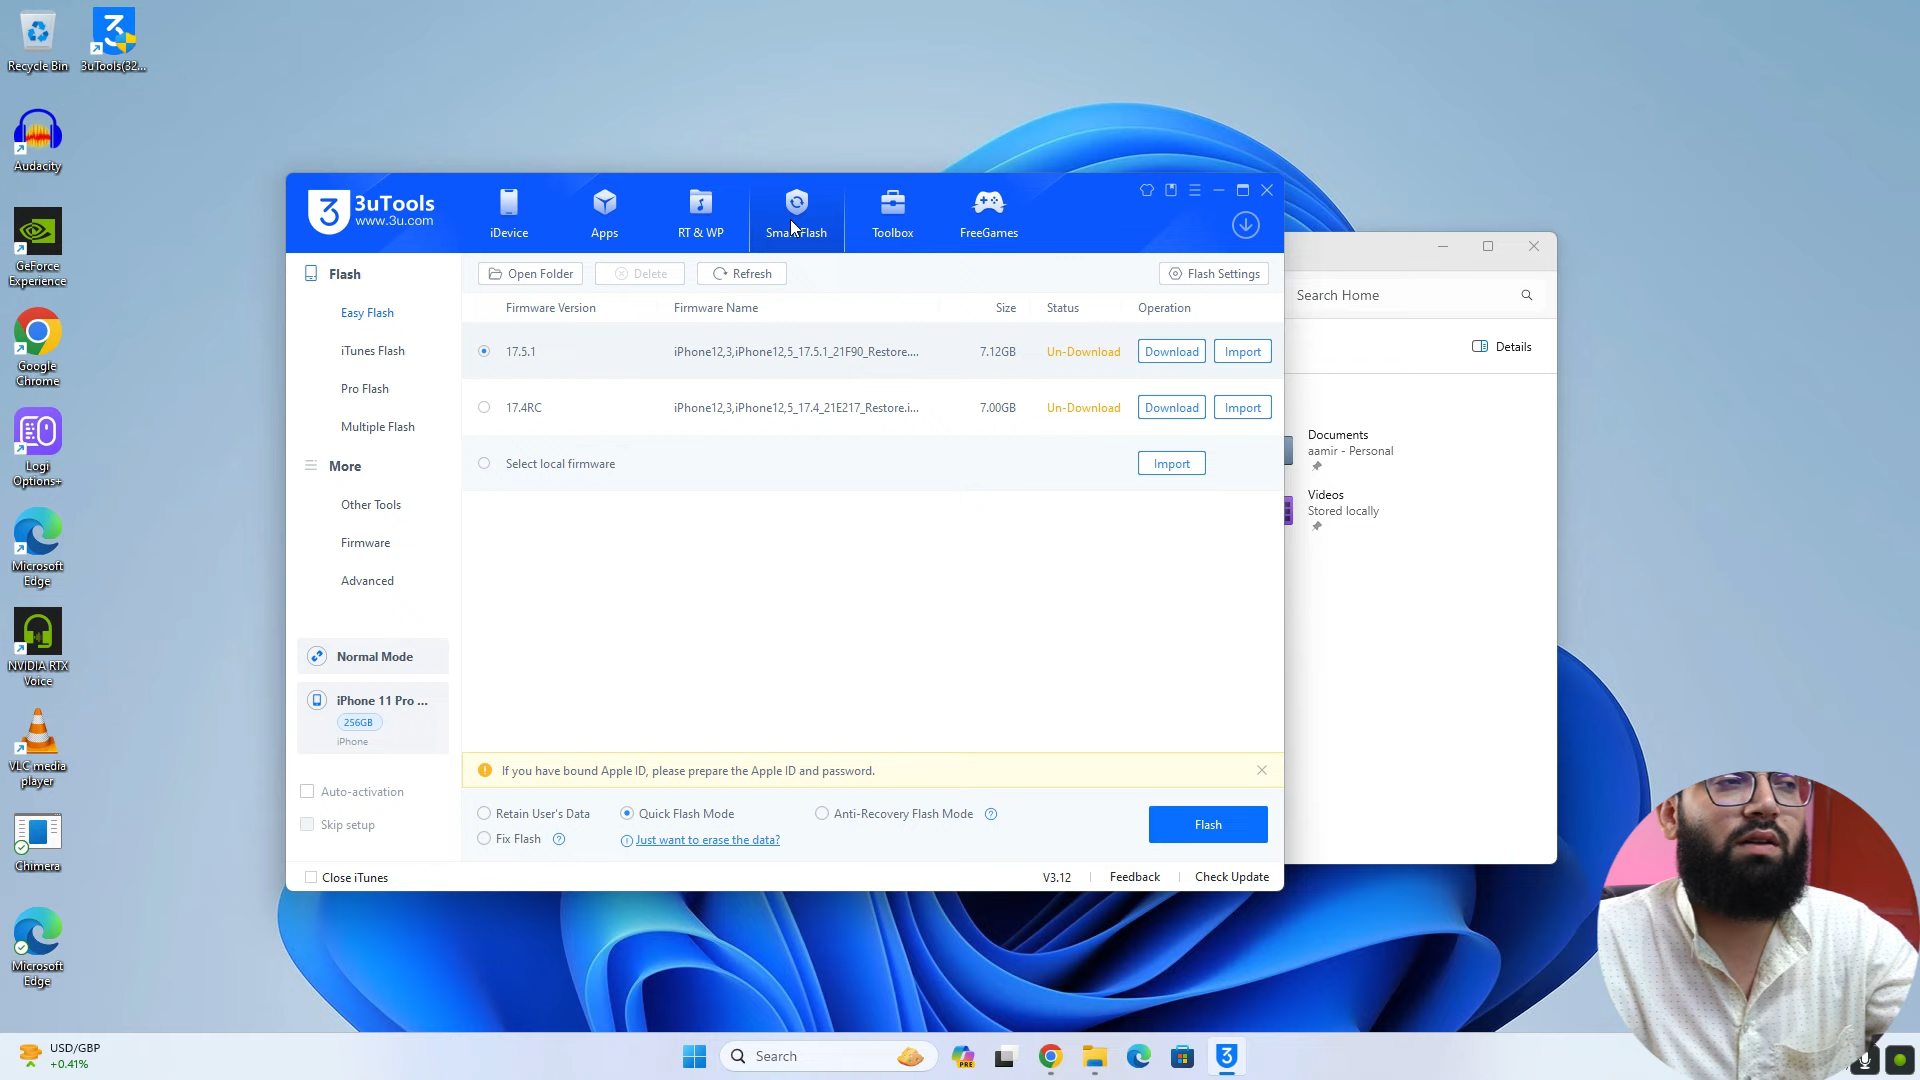 Recycle Bin
3uTools(32...
Audacity
GeForce
Experience
Google
Chrome
Logi
Options+
Microsoft
Edge
NVIDIA RTX
Voice
VLC media
player
Chimera
Microsoft
Edge
3uTools
www.3u.com
iDevice
Apps
RT & WP
Smart Flash
Toolbox
FreeGames
Flash
Easy Flash
iTunes Flash
Pro Flash
Multiple Flash
More
Other Tools
Firmware
Advanced
Normal Mode
iPhone 11 Pro ...
256GB
iPhone
Auto-activation
Skip setup
Close iTunes
Open Folder
Delete
Refresh
Flash Settings
Firmware Version Firmware Name Size Status Operation
17.5.1 iPhone12,3,iPhone12,5_17.5.1_21F90_Restore.... 7.12GB Un-Download Download Import
17.4RC iPhone12,3,iPhone12,5_17.4_21E217_Restore.i... 7.00GB Un-Download Download Import
Select local firmware Import
If you have bound Apple ID, please prepare the Apple ID and password.
Retain User's Data Quick Flash Mode Anti-Recovery Flash Mode
Fix Flash Just want to erase the data?
Flash
V3.12 Feedback Check Update
Search Home
Details
Documents
aamir - Personal
Videos
Stored locally
USD/GBP
+0.41%
Search
PRE